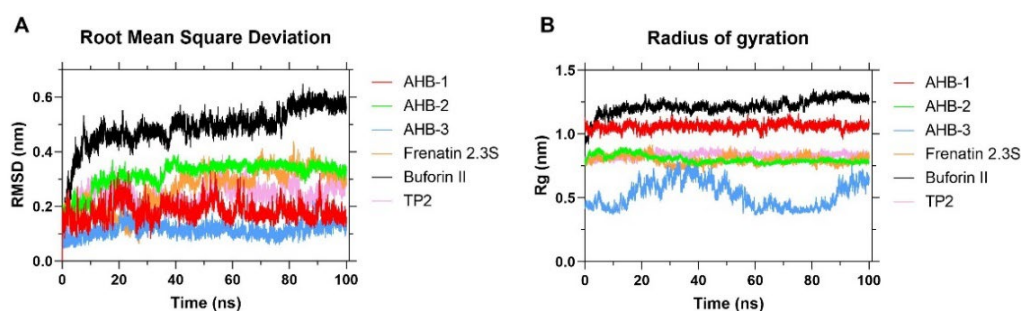 A
Root Mean Square Deviation
RMSD (nm)
0.6
0.4
0.2
0.0
0 20 40 60 80 100
Time (ns)
AHB-1
AHB-2
AHB-3
Frenatin 2.3S
Buforin II
TP2
B
Radius of gyration
Rg (nm)
1.5
1.0
0.5
0.0
0 20 40 60 80 100
Time (ns)
AHB-1
AHB-2
AHB-3
Frenatin 2.3S
Buforin II
TP2